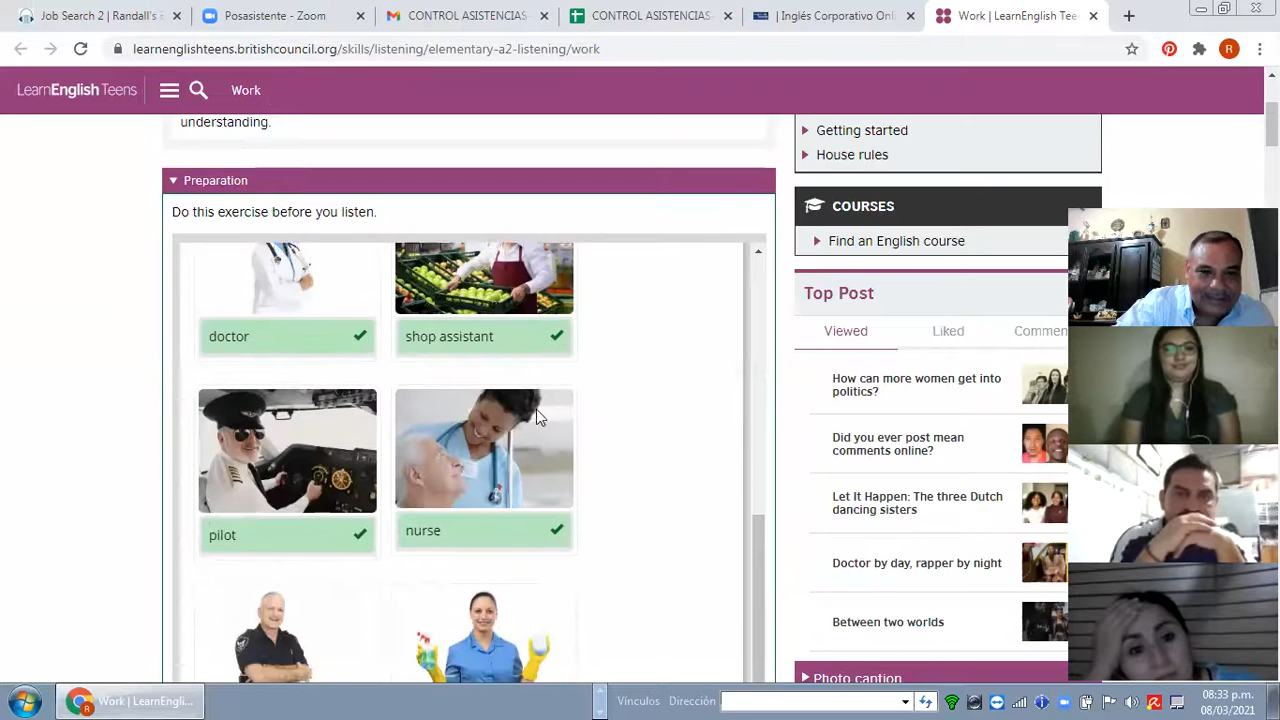 Job Search 2 | Randall's E
Pospsistente - Zoom
CONTROL ASISTENCIAS
CONTROL ASISTENCIAS
| Inglés Corporativo Onl
Work | LearnEnglish Tee
learnenglishteens.britishcouncil.org/skills/listening/elementary-a2-listening/work
R
LearnEnglish Teens
Work
understanding.
Getting started
House rules
Preparation
Do this exercise before you listen.
COURSES
Find an English course
Top Post
Viewed
Liked
Commen
doctor
shop assistant
How can more women get into
politics?
Did you ever post mean
comments online?
Let It Happen: The three Dutch
dancing sisters
pilot
nurse
Doctor by day, rapper by night
Between two worlds
Photo caption
Work | LearnEngli...
Vínculos
Dirección
08:33 p.m.
08/03/2021